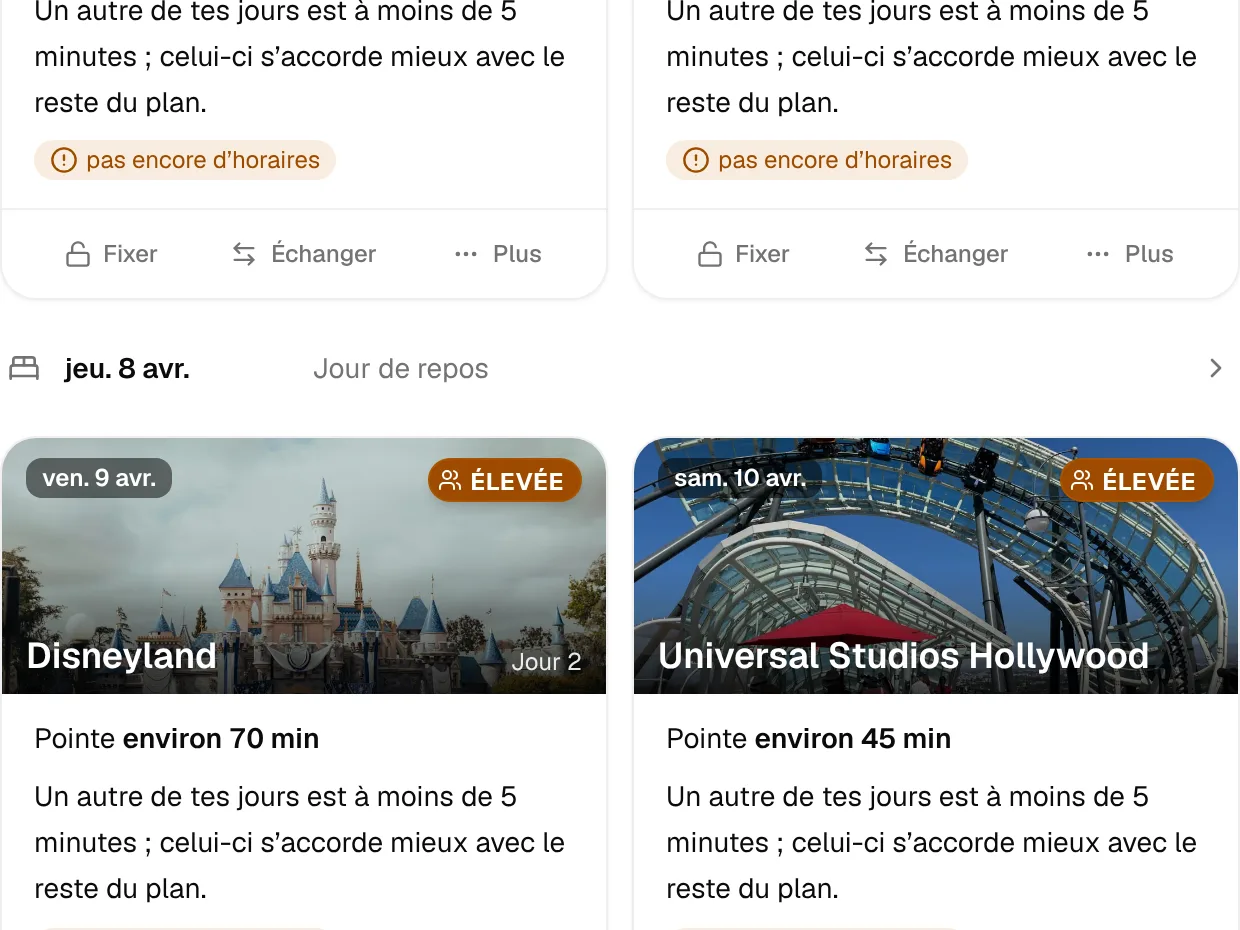 Un autre de tes jours est à moins de 5
minutes ; celui-ci s’accorde mieux avec le
reste du plan.
pas encore d’horaires
Fixer
Échanger
Plus
Un autre de tes jours est à moins de 5
minutes ; celui-ci s’accorde mieux avec le
reste du plan.
pas encore d’horaires
Fixer
Échanger
Plus
jeu. 8 avr.
Jour de repos
ven. 9 avr.
ÉLEVÉE
Disneyland
Jour 2
Pointe environ 70 min
Un autre de tes jours est à moins de 5
minutes ; celui-ci s’accorde mieux avec le
reste du plan.
sam. 10 avr.
ÉLEVÉE
Universal Studios Hollywood
Pointe environ 45 min
Un autre de tes jours est à moins de 5
minutes ; celui-ci s’accorde mieux avec le
reste du plan.